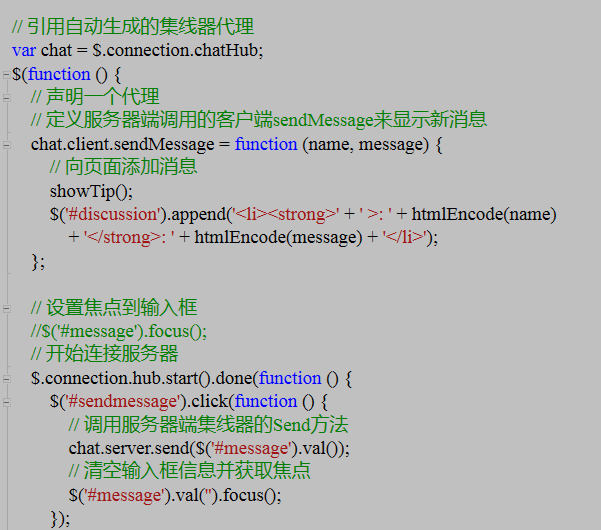 // 引用自动生成的集线器代理
var chat = $.connection.chatHub;
$(function () {
// 声明一个代理
// 定义服务器端调用的客户端sendMessage来显示新消息
chat.client.sendMessage = function (name, message) {
// 向页面添加消息
showTip();
$('#discussion').append('<li><strong>' + ' >: ' + htmlEncode(name)
+ '</strong>: ' + htmlEncode(message) + '</li>');
};
// 设置焦点到输入框
//$('#message').focus();
// 开始连接服务器
$.connection.hub.start().done(function () {
$('#sendmessage').click(function () {
// 调用服务器端集线器的Send方法
chat.server.send($('#message').val());
// 清空输入框信息并获取焦点
$('#message').val('').focus();
});